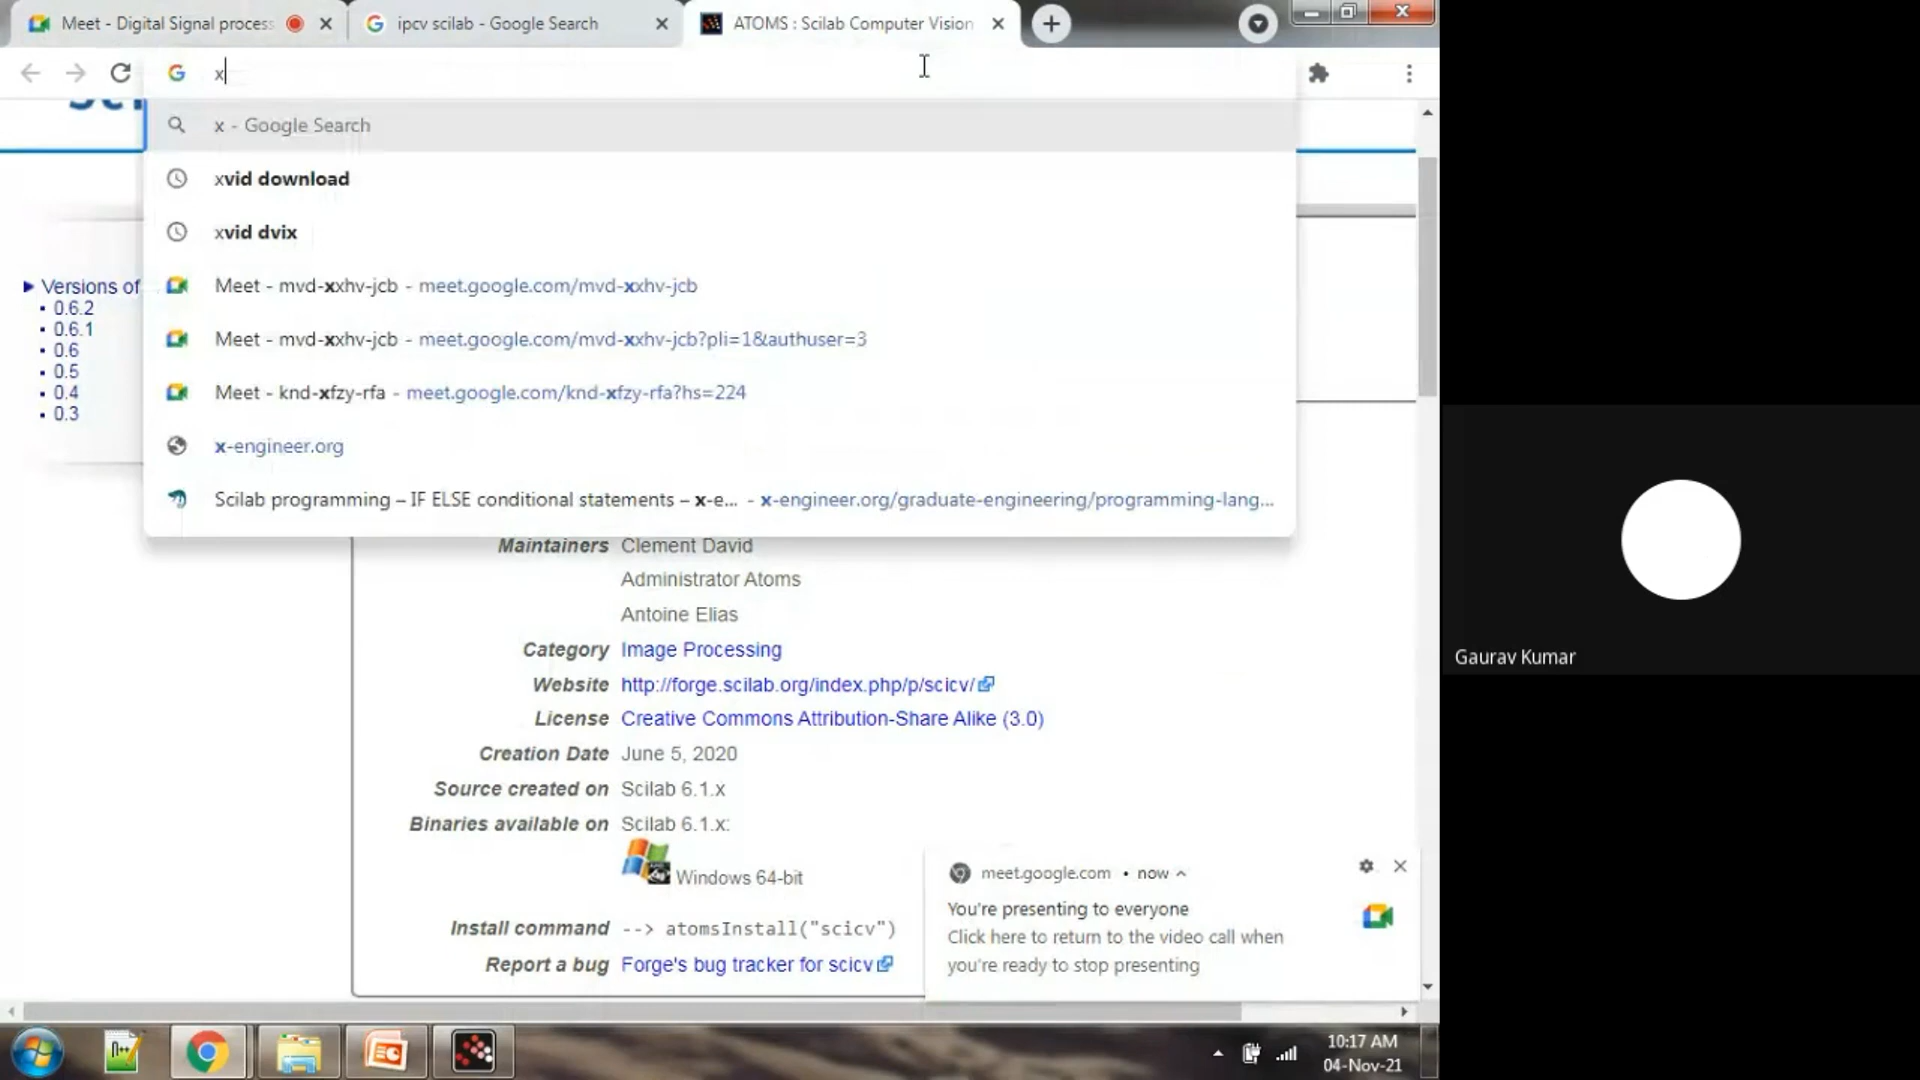 Meet - Digital Signal process
ipcv scilab - Google Search
ATOMS : Scilab Computer Vision
x
x - Google Search
xvid download
xvid dvix
Meet - mvd-xxhv-jcb - meet.google.com/mvd-xxhv-jcb
Meet - mvd-xxhv-jcb - meet.google.com/mvd-xxhv-jcb?pli=1&authuser=3
Meet - knd-xfzy-rfa - meet.google.com/knd-xfzy-rfa?hs=224
x-engineer.org
Scilab programming – IF ELSE conditional statements – x-e... - x-engineer.org/graduate-engineering/programming-lang...
Versions of
0.6.2
0.6.1
0.6
0.5
0.4
0.3
Maintainers Clement David
Administrator Atoms
Antoine Elias
Category Image Processing
Website http://forge.scilab.org/index.php/p/scicv/
License Creative Commons Attribution-Share Alike (3.0)
Creation Date June 5, 2020
Source created on Scilab 6.1.x
Binaries available on Scilab 6.1.x:
Windows 64-bit
Install command --> atomsInstall("scicv")
Report a bug Forge's bug tracker for scicv
meet.google.com • now
You're presenting to everyone
Click here to return to the video call when
you're ready to stop presenting
Gaurav Kumar
10:17 AM
04-Nov-21